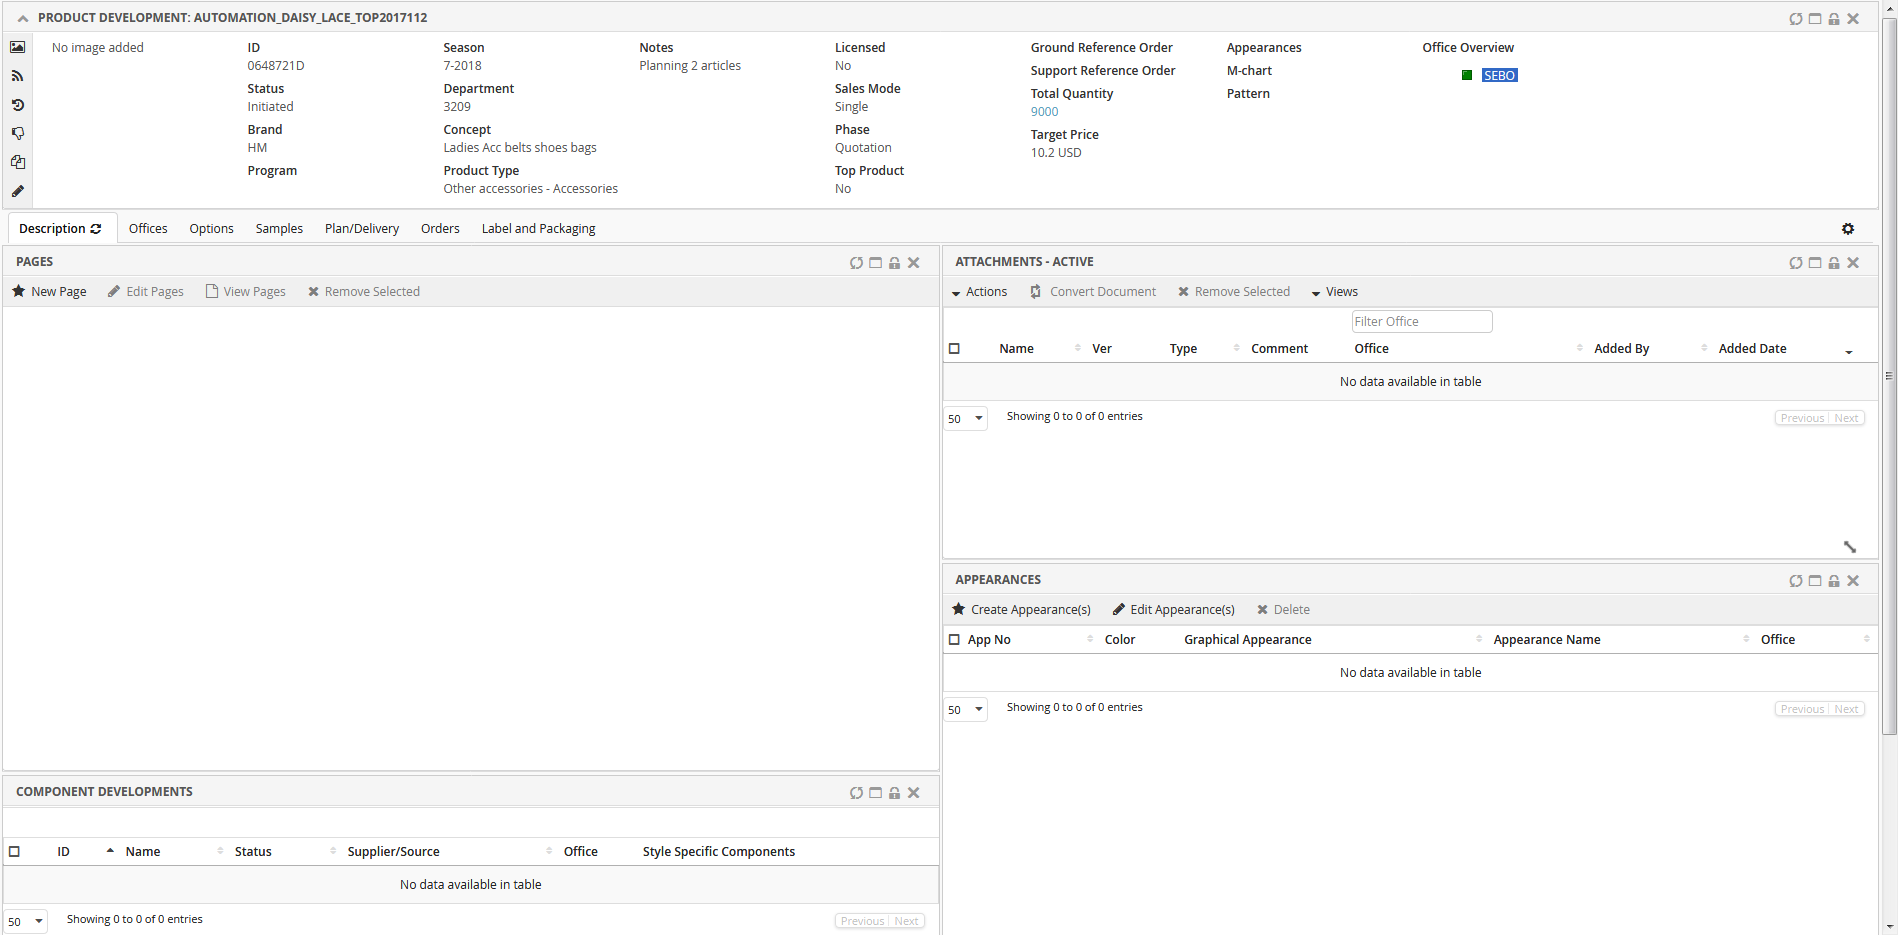 PRODUCT DEVELOPMENT: AUTOMATION_DAISY_LACE_TOP2017112
No image added
ID
0648721D
Status
Initiated
Brand
HM
Program
Season
7-2018
Department
3209
Concept
Ladies Acc belts shoes bags
Product Type
Other accessories - Accessories
Notes
Planning 2 articles
Licensed
No
Sales Mode
Single
Phase
Quotation
Top Product
No
Ground Reference Order
Support Reference Order
Total Quantity
9000
Target Price
10.2 USD
Appearances
M-chart
Pattern
Office Overview
SEBO
Description Offices Options Samples Plan/Delivery Orders Label and Packaging
PAGES
New Page Edit Pages View Pages Remove Selected
ATTACHMENTS - ACTIVE
Actions Convert Document Remove Selected Views
Filter Office
Name Ver Type Comment Office Added By Added Date
No data available in table
50 Showing 0 to 0 of 0 entries Previous Next
APPEARANCES
Create Appearance(s) Edit Appearance(s) Delete
App No Color Graphical Appearance Appearance Name Office
No data available in table
50 Showing 0 to 0 of 0 entries Previous Next
COMPONENT DEVELOPMENTS
ID Name Status Supplier/Source Office Style Specific Components
No data available in table
50 Showing 0 to 0 of 0 entries Previous Next